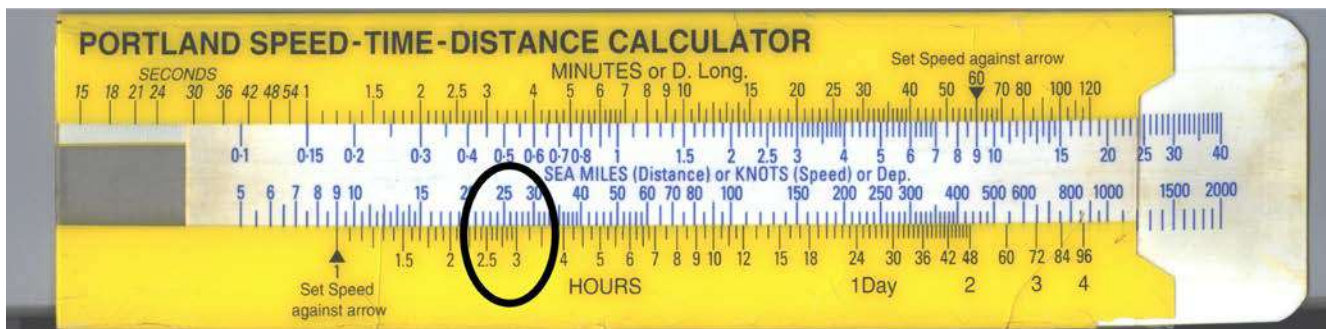 PORTLAND SPEED-TIME-DISTANCE CALCULATOR
SECONDS
MINUTES or D. Long.
Set Speed against arrow
15 18 21 24 30 36 42 48 54 1 1.5 2 2.5 3 4 5 6 7 8 9 10 15 20 25 30 40 50 60 70 80 100 120
0·1 0·15 0·2 0·3 0·4 0·5 0·6 0·7 0·8 1 1.5 2 2.5 3 4 5 6 7 8 9 10 15 20 25 30 40
SEA MILES (Distance) or KNOTS (Speed) or Dep.
5 6 7 8 9 10 15 20 25 30 40 50 60 70 80 100 150 200 250 300 400 500 600 800 1000 1500 2000
1 1.5 2 2.5 3 4 5 6 7 8 9 10 12 15 18 24 30 36 42 48 60 72 84 96
Set Speed
against arrow
HOURS
1Day 2 3 4